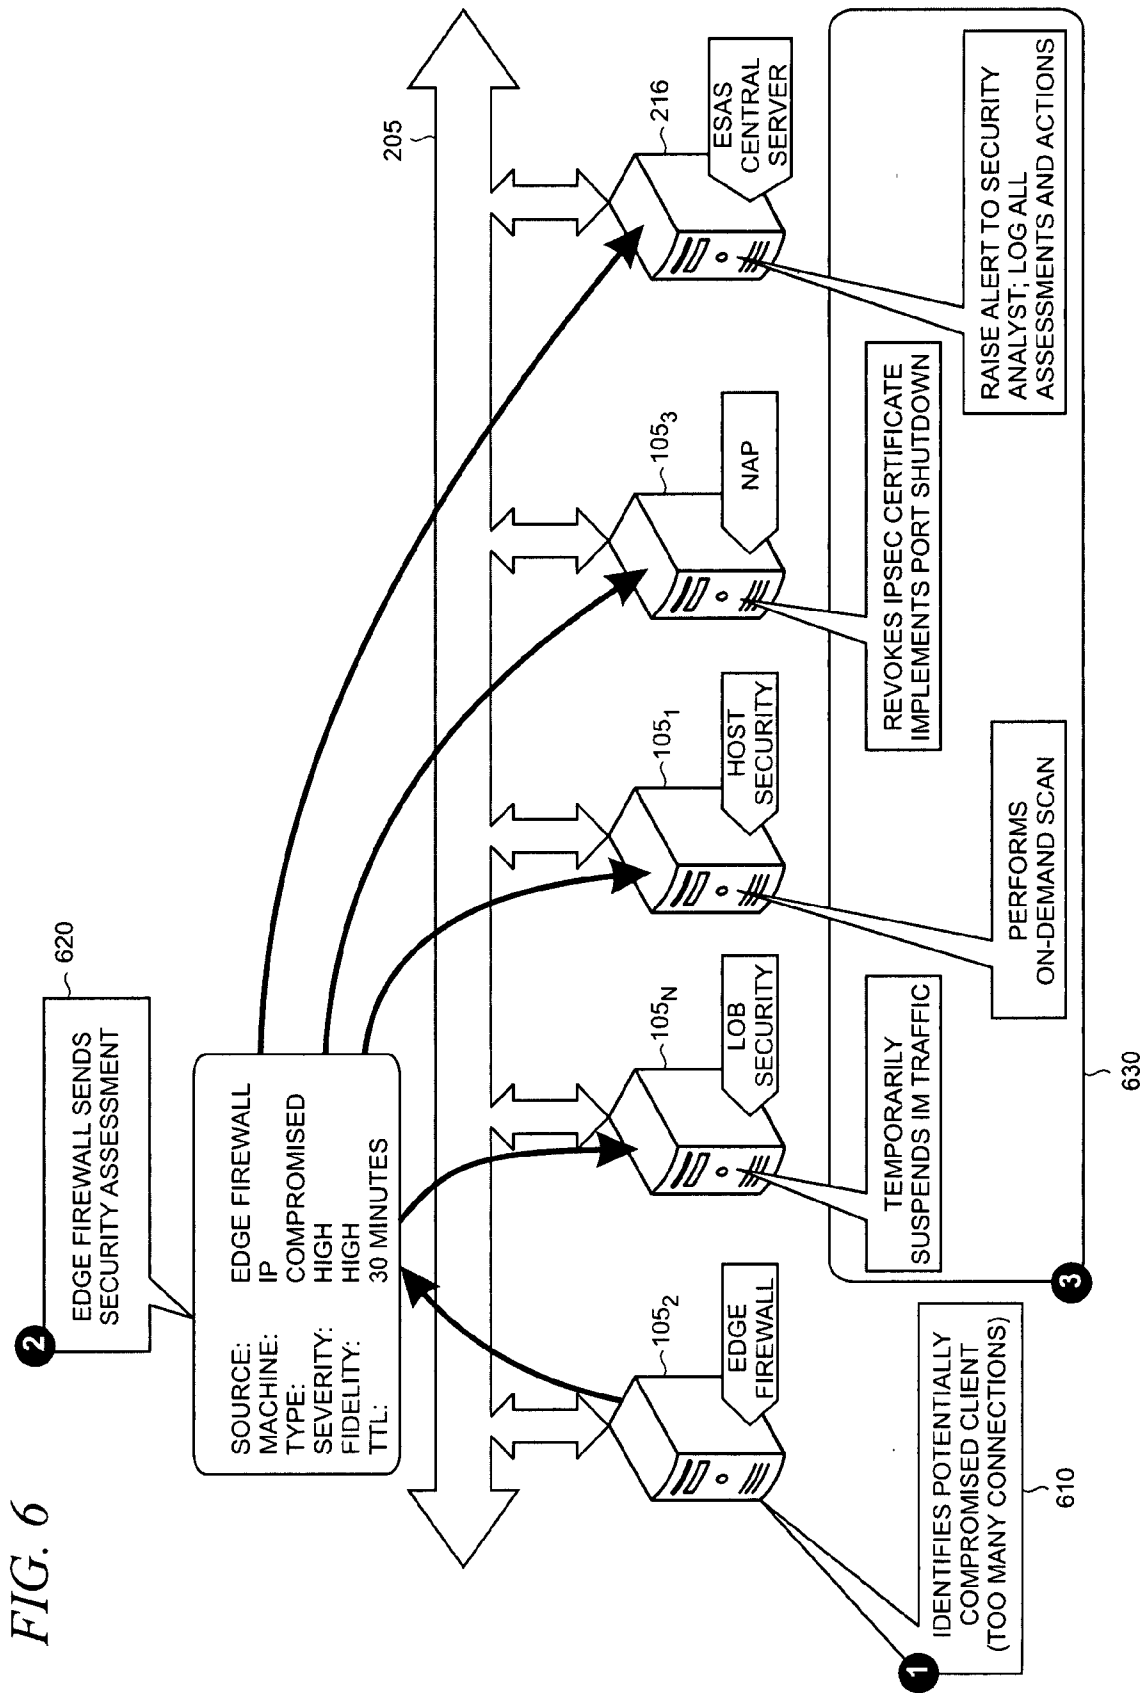 FIG. 6
2
EDGE FIREWALL SENDS
SECURITY ASSESSMENT
620
SOURCE: EDGE FIREWALL
MACHINE: IP
TYPE: COMPROMISED
SEVERITY: HIGH
FIDELITY: HIGH
TTL: 30 MINUTES
205
105₂
EDGE
FIREWALL
105N
LOB
SECURITY
105₁
HOST
SECURITY
105₃
NAP
216
ESAS
CENTRAL
SERVER
1
IDENTIFIES POTENTIALLY
COMPROMISED CLIENT
(TOO MANY CONNECTIONS)
610
3
TEMPORARILY
SUSPENDS IM TRAFFIC
PERFORMS
ON-DEMAND SCAN
REVOKES IPSEC CERTIFICATE
IMPLEMENTS PORT SHUTDOWN
RAISE ALERT TO SECURITY
ANALYST; LOG ALL
ASSESSMENTS AND ACTIONS
630